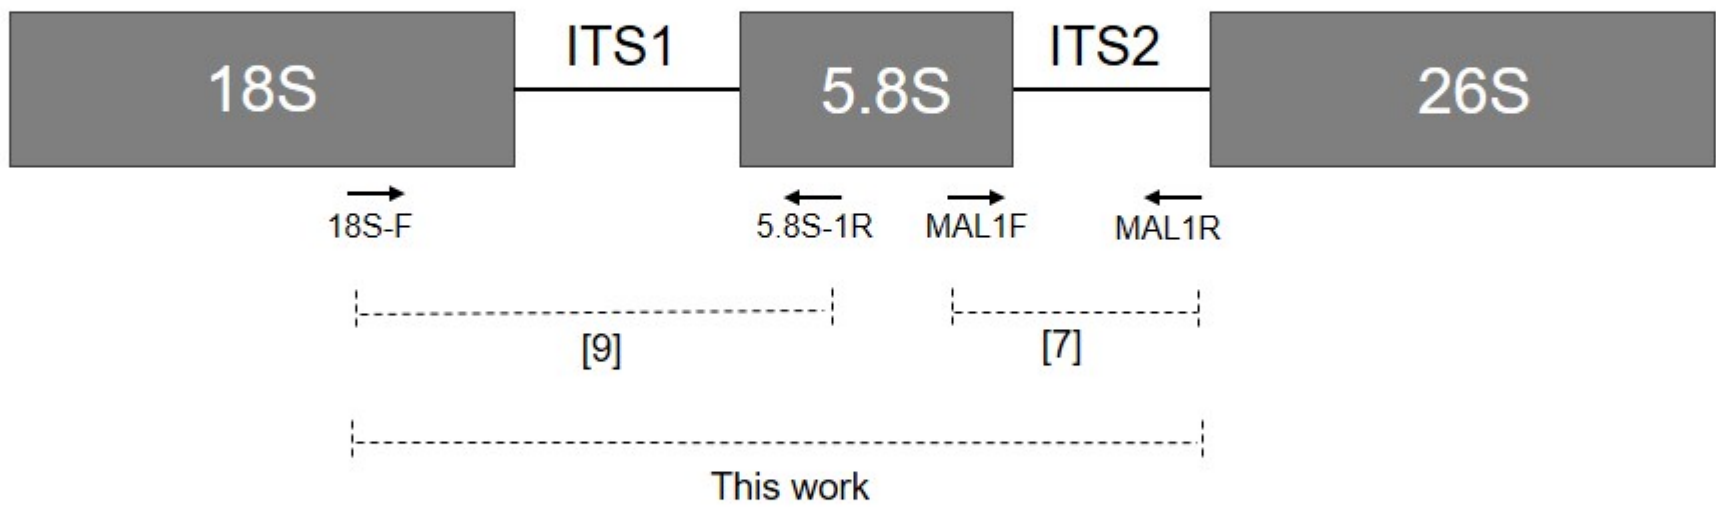 ITS1
ITS2
18S
5.8S
26S
18S-F
5.8S-1R
MAL1F
MAL1R
[9]
[7]
This work